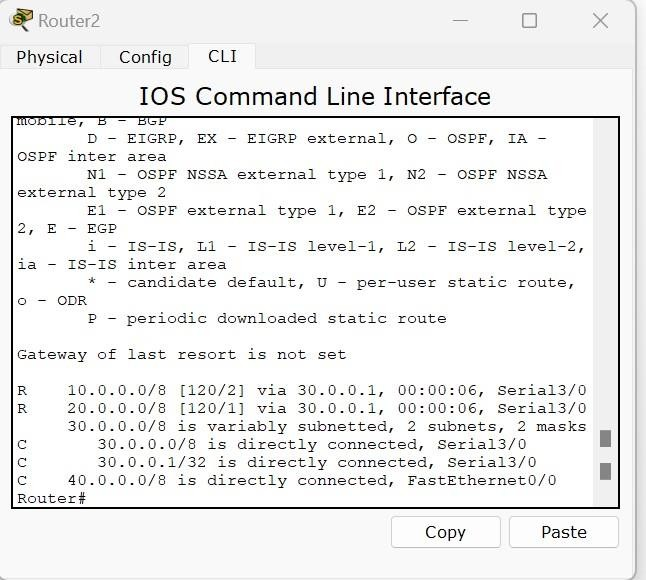 Router2
Physical Config CLI
IOS Command Line Interface
mobile, B - BGP
D - EIGRP, EX - EIGRP external, O - OSPF, IA -
OSPF inter area
N1 - OSPF NSSA external type 1, N2 - OSPF NSSA
external type 2
E1 - OSPF external type 1, E2 - OSPF external type
2, E - EGP
i - IS-IS, L1 - IS-IS level-1, L2 - IS-IS level-2,
ia - IS-IS inter area
* - candidate default, U - per-user static route,
o - ODR
P - periodic downloaded static route
Gateway of last resort is not set
R 10.0.0.0/8 [120/2] via 30.0.0.1, 00:00:06, Serial3/0
R 20.0.0.0/8 [120/1] via 30.0.0.1, 00:00:06, Serial3/0
30.0.0.0/8 is variably subnetted, 2 subnets, 2 masks
C 30.0.0.0/8 is directly connected, Serial3/0
C 30.0.0.1/32 is directly connected, Serial3/0
C 40.0.0.0/8 is directly connected, FastEthernet0/0
Router#
Copy Paste